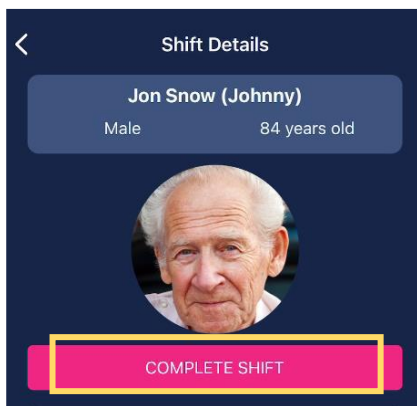 Shift Details
Jon Snow (Johnny)
Male 84 years old
COMPLETE SHIFT